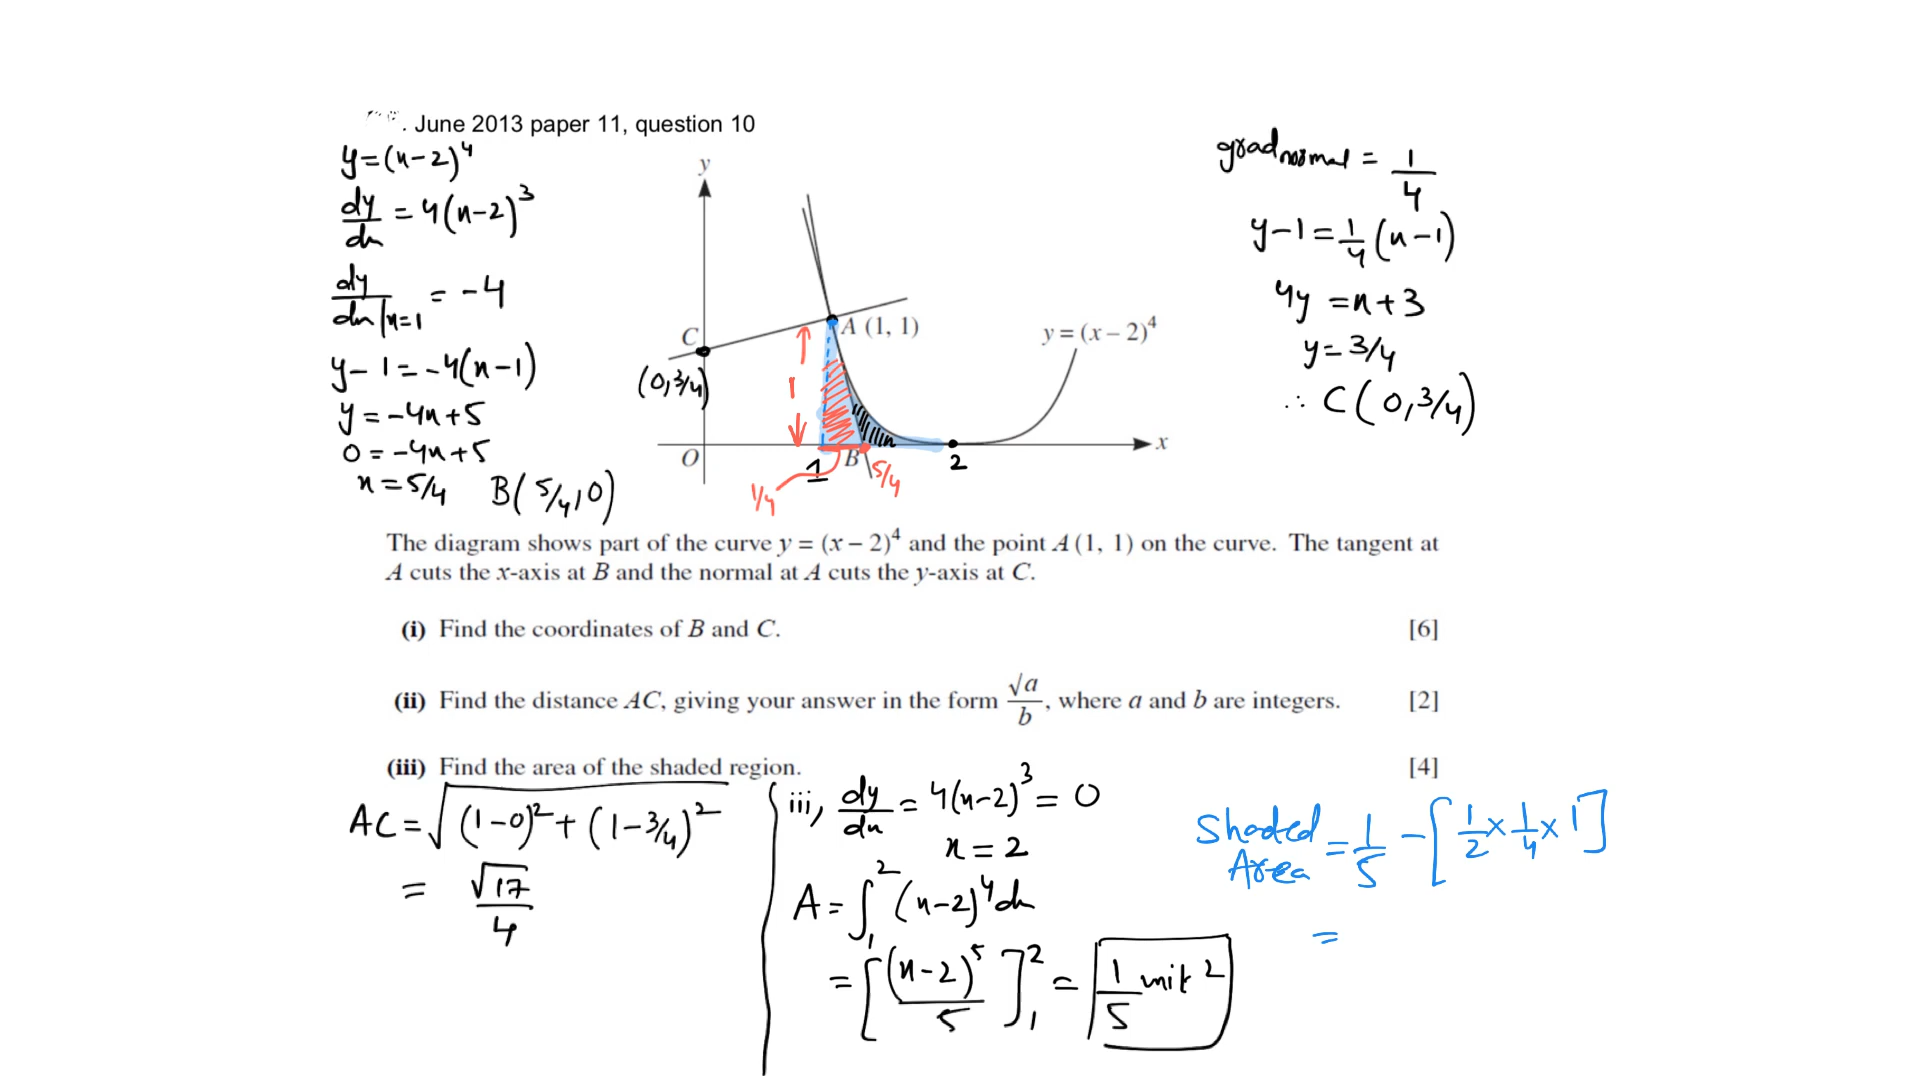 . June 2013 paper 11, question 10
y=(x-2)⁴
dy/dx = 4(x-2)³
dy/dx|x=1 = -4
y-1=-4(x-1)
y=-4x+5
0=-4x+5
x=5/4 B(5/4,0)
y
C
(0,3/4)
A (1, 1)
y = (x − 2)⁴
1
O
1
B
5/4
2
x
1/4
grad normal = 1/4
y-1=1/4(x-1)
4y=x+3
y=3/4
∴ C(0,3/4)
The diagram shows part of the curve y = (x − 2)⁴ and the point A (1, 1) on the curve. The tangent at
A cuts the x-axis at B and the normal at A cuts the y-axis at C.
(i) Find the coordinates of B and C. [6]
(ii) Find the distance AC, giving your answer in the form √a/b, where a and b are integers. [2]
(iii) Find the area of the shaded region. [4]
AC=√((1-0)²+(1-3/4)²)
= √17/4
iii, dy/dx = 4(x-2)³ = 0
x=2
A=∫₁²(x-2)⁴dx
=[(x-2)⁵/5]₁² = 1/5 unit²
Shaded Area = 1/5 - [1/2×1/4×1]
=